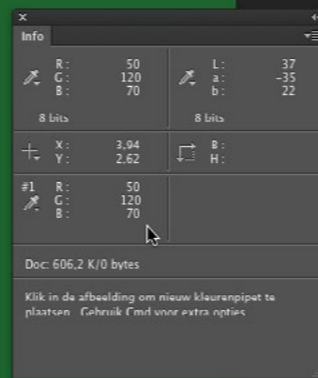 Info
R: 50 L: 37
G: 120 a: -35
B: 70 b: 22
8 bits 8 bits
X: 3,94 B:
Y: 2,62 H:
#1 R: 50
G: 120
B: 70
Doc: 606,2 K/0 bytes
Klik in de afbeelding om nieuw kleurenpipet te
plaatsen. Gebruik Cmd voor extra opties.